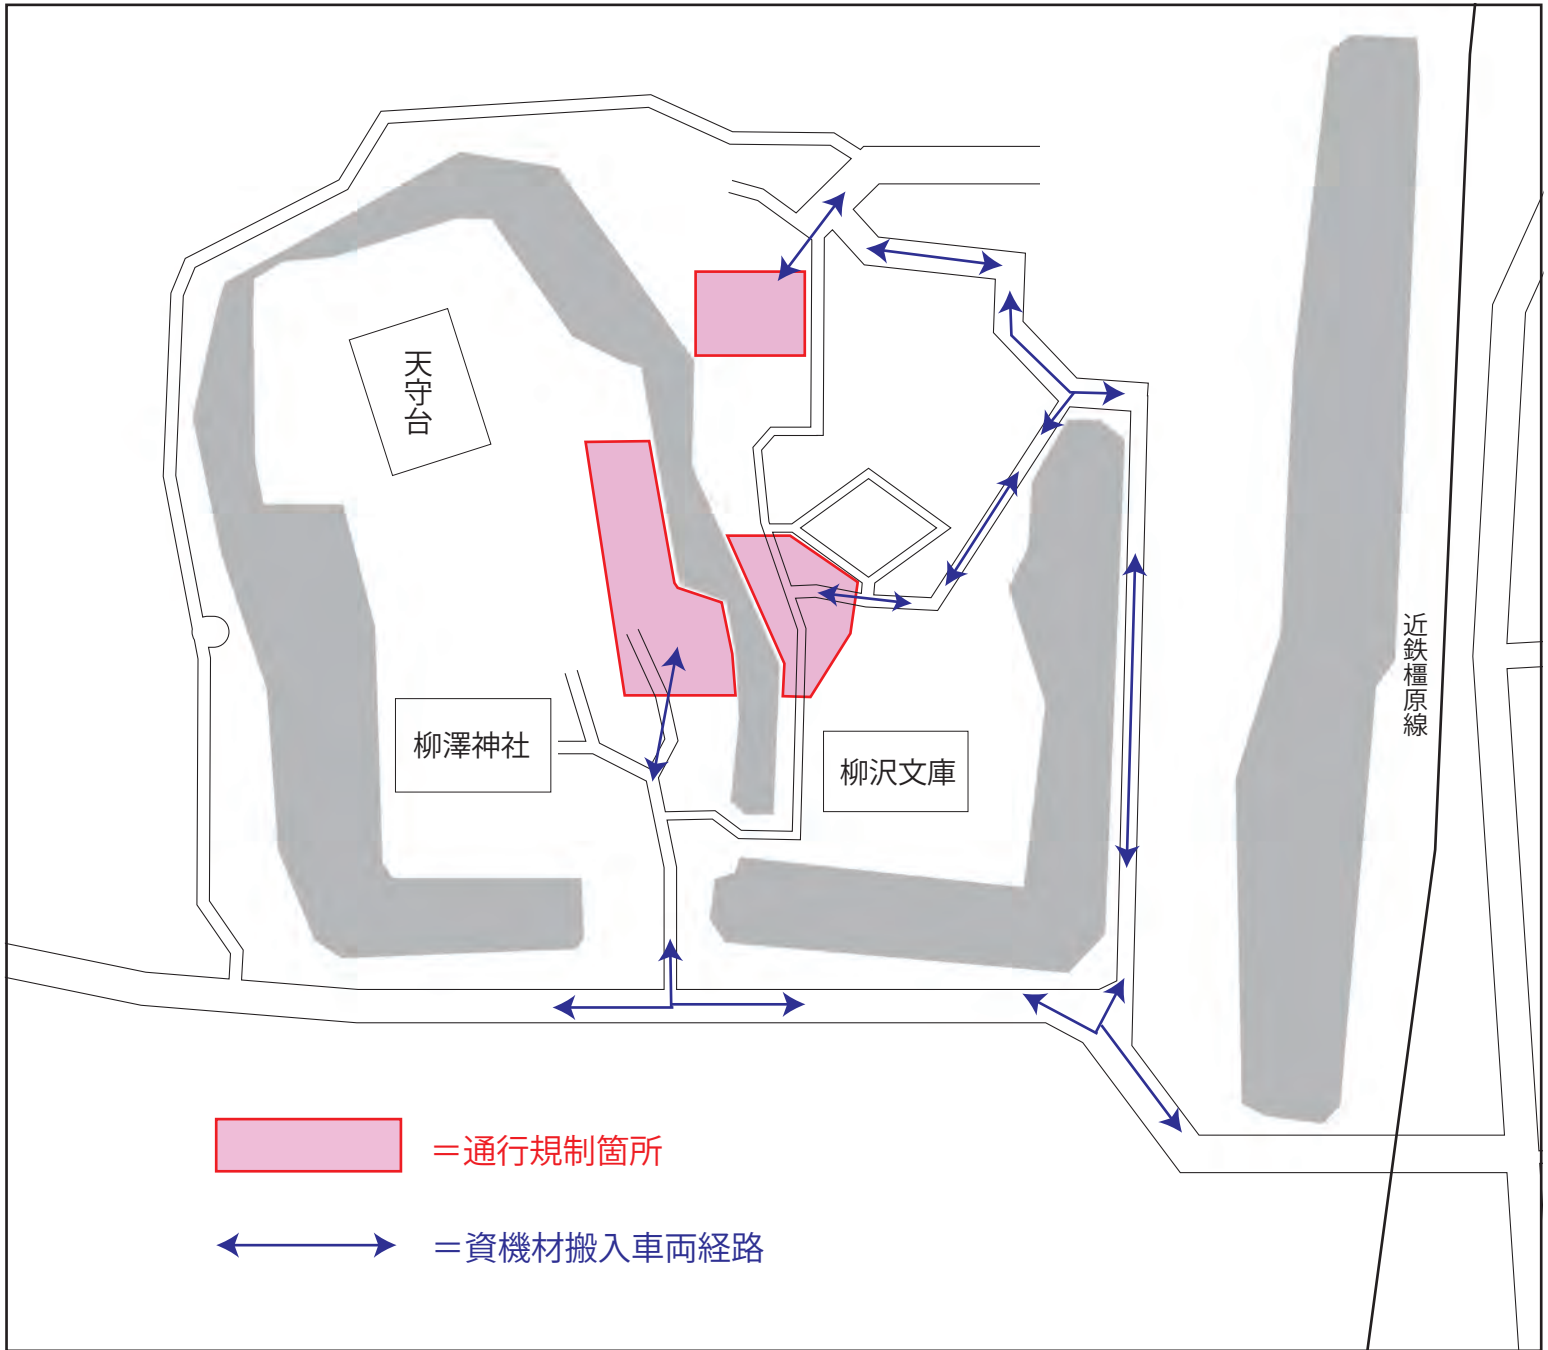 天守台
近鉄橿原線
柳澤神社
柳沢文庫
＝通行規制箇所
＝資機材搬入車両経路